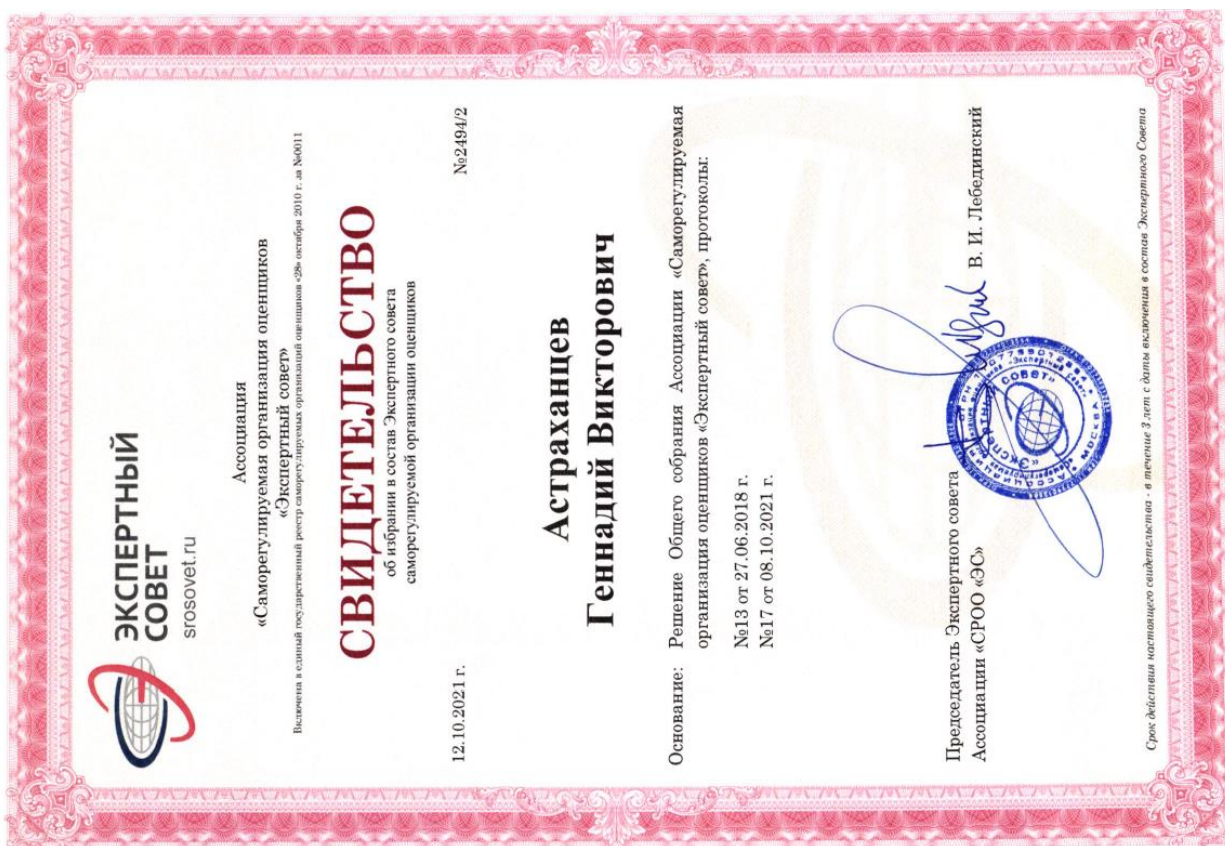 ЭКСПЕРТНЫЙ
СОВЕТ
srosovet.ru
Ассоциация
«Саморегулируемая организация оценщиков
«Экспертный совет»
Включена в единый государственный реестр саморегулируемых организаций оценщиков «28» октября 2010 г. за №0011
СВИДЕТЕЛЬСТВО
об избрании в состав Экспертного совета
саморегулируемой организации оценщиков
12.10.2021 г. №2494/2
Астраханцев
Геннадий Викторович
Основание: Решение Общего собрания Ассоциации «Саморегулируемая
организация оценщиков «Экспертный совет», протоколы:
№13 от 27.06.2018 г.
№17 от 08.10.2021 г.
Председатель Экспертного совета
Ассоциации «СРОО «ЭС» В. И. Лебединский
Срок действия настоящего свидетельства - в течение 3 лет с даты включения в состав Экспертного Совета